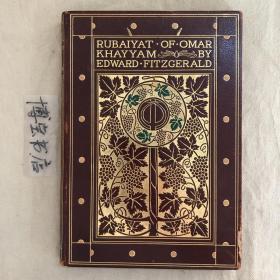 RUBAIYAT · OF · OMAR
KHAYYAM BY
EDWARD · FITZGERALD